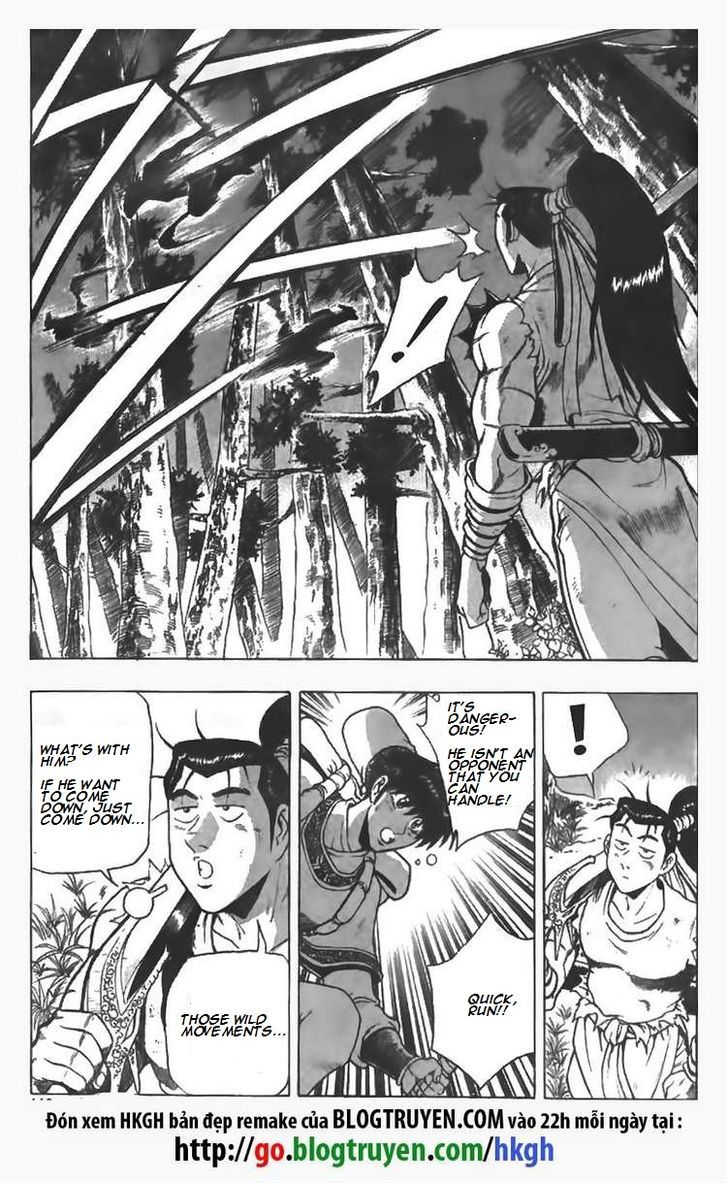 !
!
IT'S
DANGER-
OUS!
HE ISN'T AN
OPPONENT
THAT YOU
CAN
HANDLE!
QUICK,
RUN!!
WHAT'S WITH
HIM?
IF HE WANT
TO COME
DOWN, JUST
COME DOWN...
THOSE WILD
MOVEMENTS...
Đón xem HKGH bản đẹp remake của BLOGTRUYEN.COM vào 22h mỗi ngày tại :
http://go.blogtruyen.com/hkgh